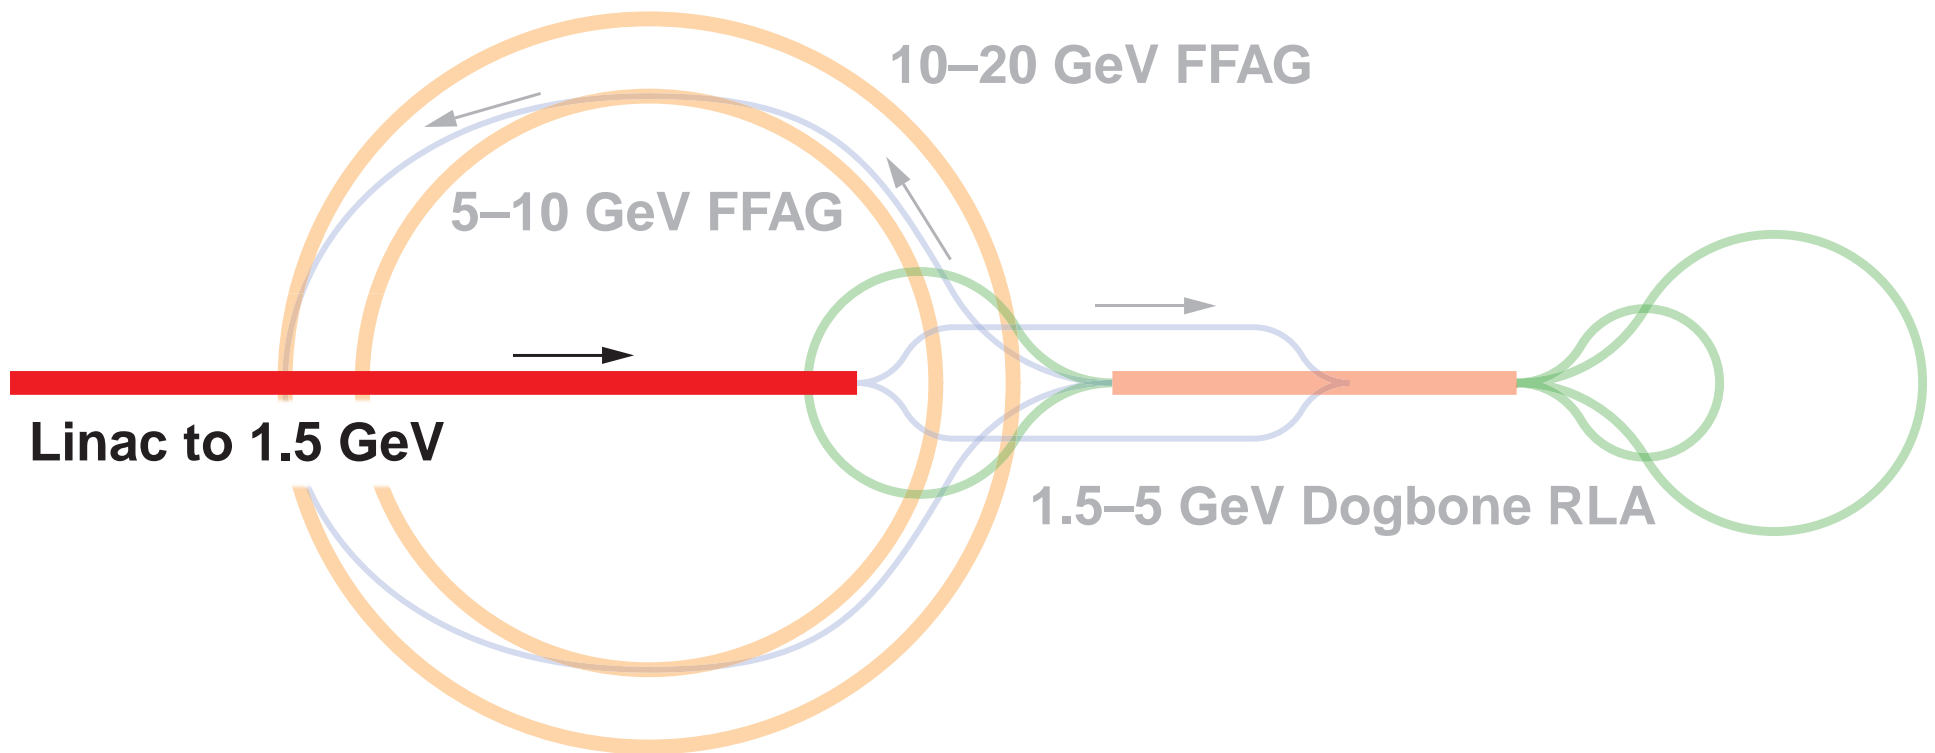 10–20 GeV FFAG
5–10 GeV FFAG
Linac to 1.5 GeV
1.5–5 GeV Dogbone RLA